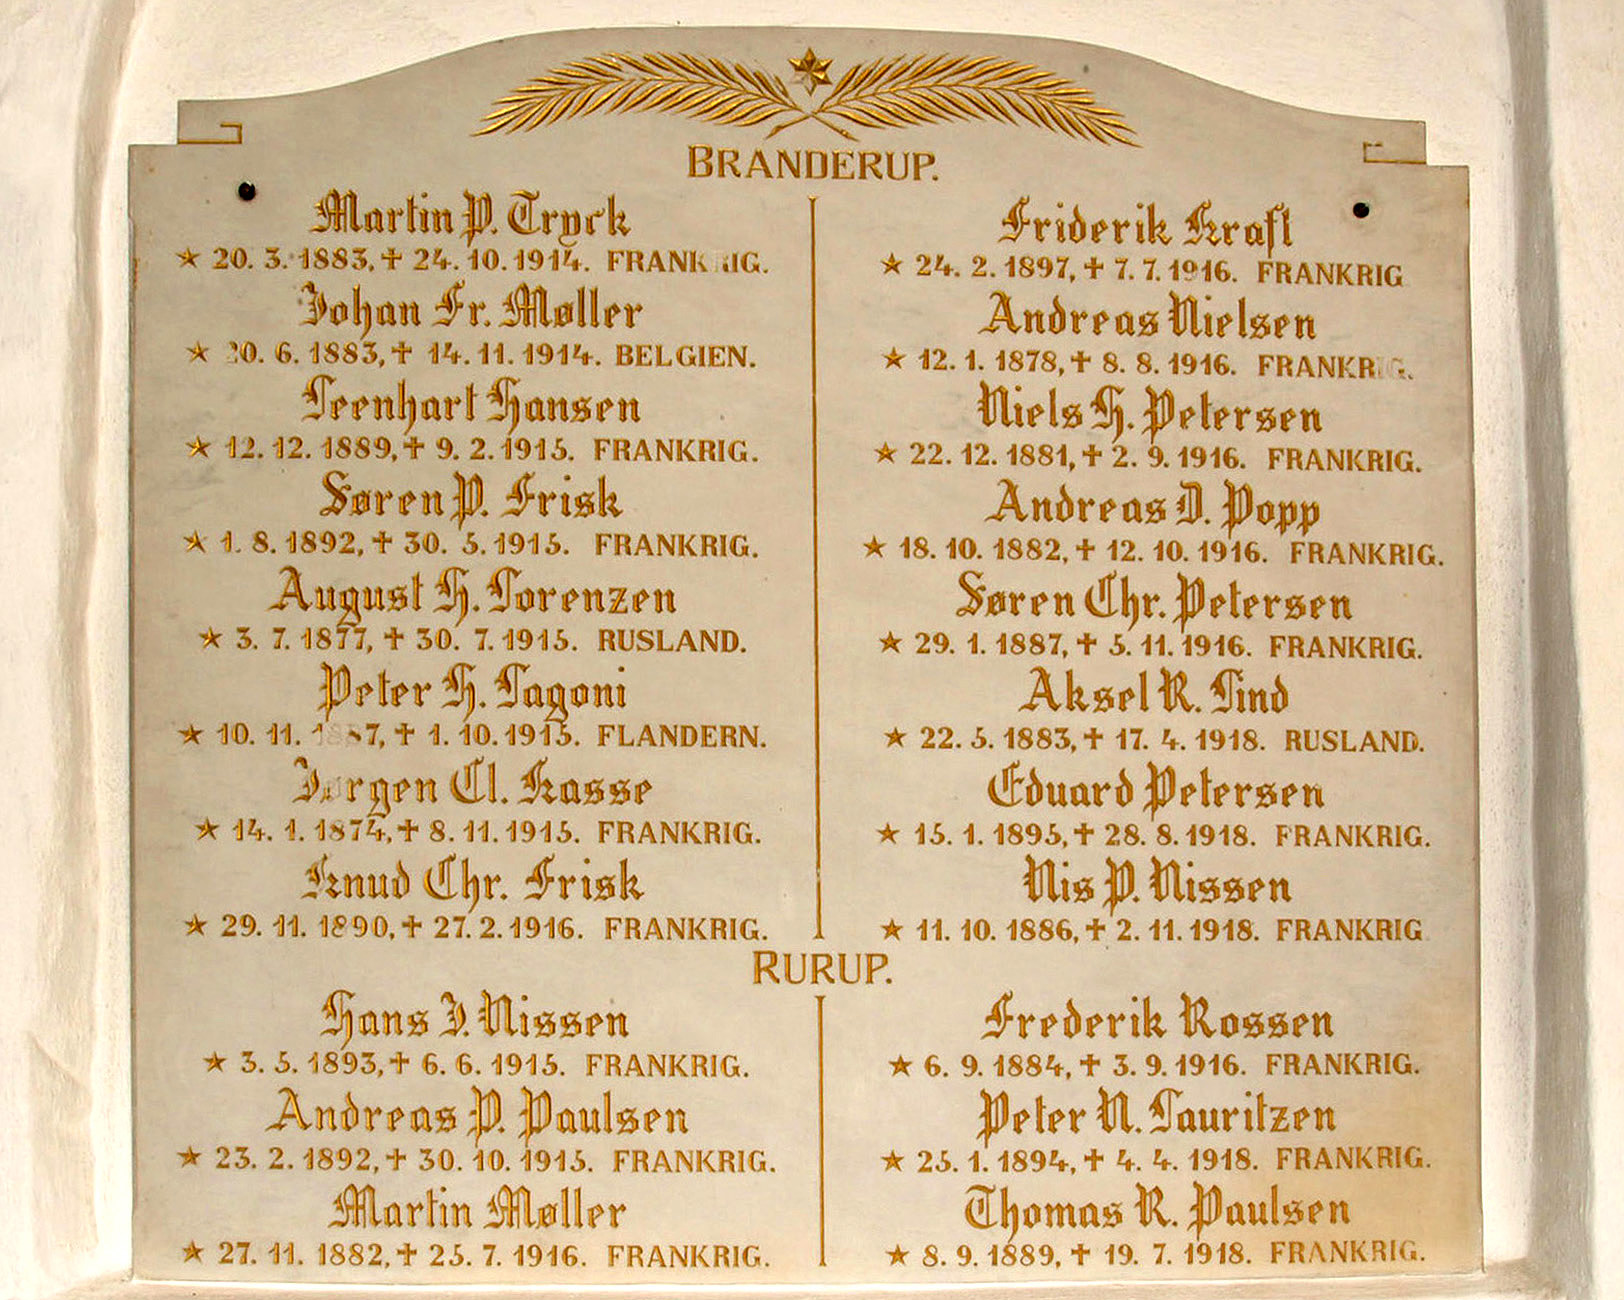 BRANDERUP.
Martin P. Tryck
★ 20. 3. 1883, ✝ 24. 10. 1914. FRANKRIG.
Johan Fr. Møller
★ 20. 6. 1883, ✝ 14. 11. 1914. BELGIEN.
Leenhart Hansen
★ 12. 12. 1889, ✝ 9. 2. 1915. FRANKRIG.
Søren P. Frisk
★ 1. 8. 1892, ✝ 30. 5. 1915. FRANKRIG.
August H. Lorenzen
★ 3. 7. 1877, ✝ 30. 7. 1915. RUSLAND.
Peter H. Lagoni
★ 10. 11. 1887, ✝ 1. 10. 1915. FLANDERN.
Jørgen Cl. Kasse
★ 14. 1. 1874, ✝ 8. 11. 1915. FRANKRIG.
Knud Chr. Frisk
★ 29. 11. 1890, ✝ 27. 2. 1916. FRANKRIG.
Friderik Kraft
★ 24. 2. 1897, ✝ 7. 7. 1916. FRANKRIG
Andreas Nielsen
★ 12. 1. 1878, ✝ 8. 8. 1916. FRANKRIG.
Niels H. Petersen
★ 22. 12. 1881, ✝ 2. 9. 1916. FRANKRIG.
Andreas D. Popp
★ 18. 10. 1882, ✝ 12. 10. 1916. FRANKRIG.
Søren Chr. Petersen
★ 29. 1. 1887, ✝ 5. 11. 1916. FRANKRIG.
Aksel R. Lind
★ 22. 5. 1883, ✝ 17. 4. 1918. RUSLAND.
Eduard Petersen
★ 15. 1. 1895, ✝ 28. 8. 1918. FRANKRIG.
Nis P. Nissen
★ 11. 10. 1886, ✝ 2. 11. 1918. FRANKRIG
RURUP.
Hans J. Nissen
★ 3. 5. 1893, ✝ 6. 6. 1915. FRANKRIG.
Andreas P. Paulsen
★ 23. 2. 1892, ✝ 30. 10. 1915. FRANKRIG.
Martin Møller
★ 27. 11. 1882, ✝ 25. 7. 1916. FRANKRIG.
Frederik Rossen
★ 6. 9. 1884, ✝ 3. 9. 1916. FRANKRIG.
Peter N. Lauritzen
★ 25. 1. 1894, ✝ 4. 4. 1918. FRANKRIG.
Thomas R. Paulsen
★ 8. 9. 1889, ✝ 19. 7. 1918. FRANKRIG.